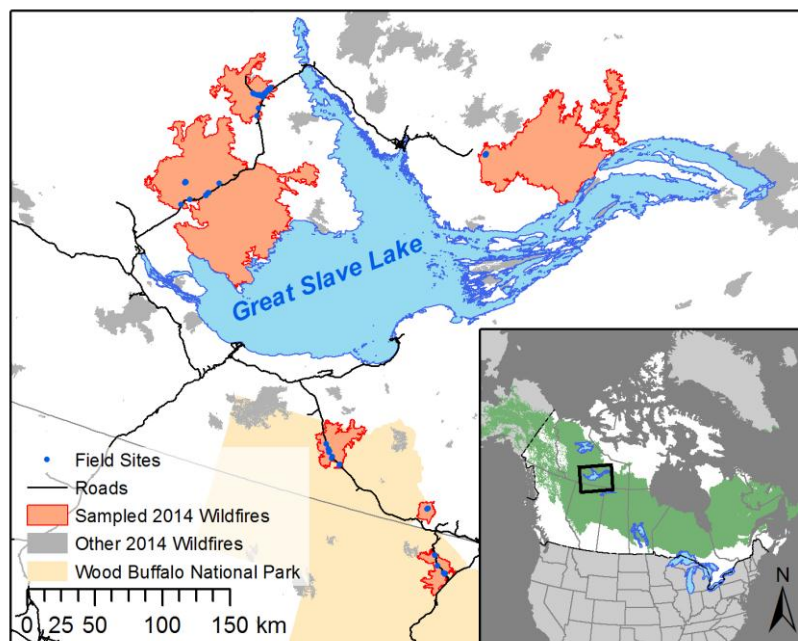 Great Slave Lake
Field Sites
Roads
Sampled 2014 Wildfires
Other 2014 Wildfires
Wood Buffalo National Park
0 25 50 100 150 km
N